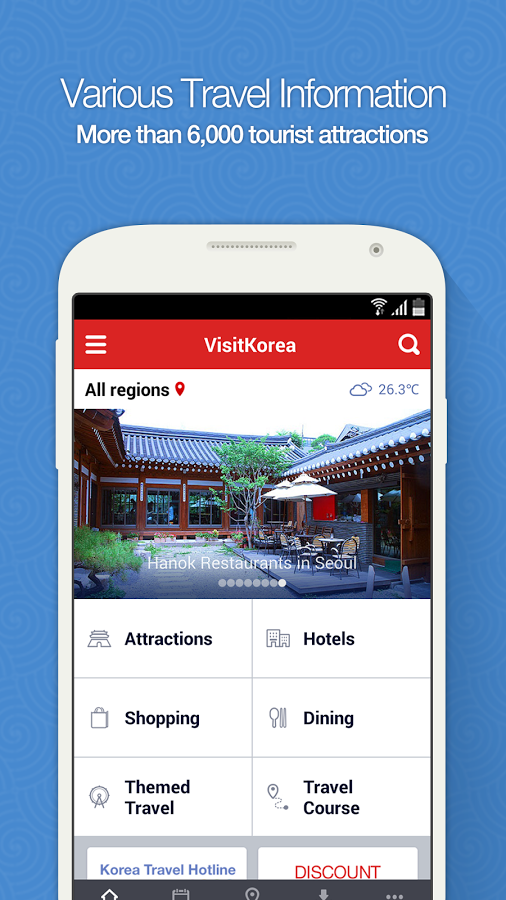 Various Travel Information
More than 6,000 tourist attractions
VisitKorea
All regions
26.3℃
Hanok Restaurants in Seoul
Attractions
Hotels
Shopping
Dining
Themed
Travel
Travel
Course
Korea Travel Hotline
DISCOUNT